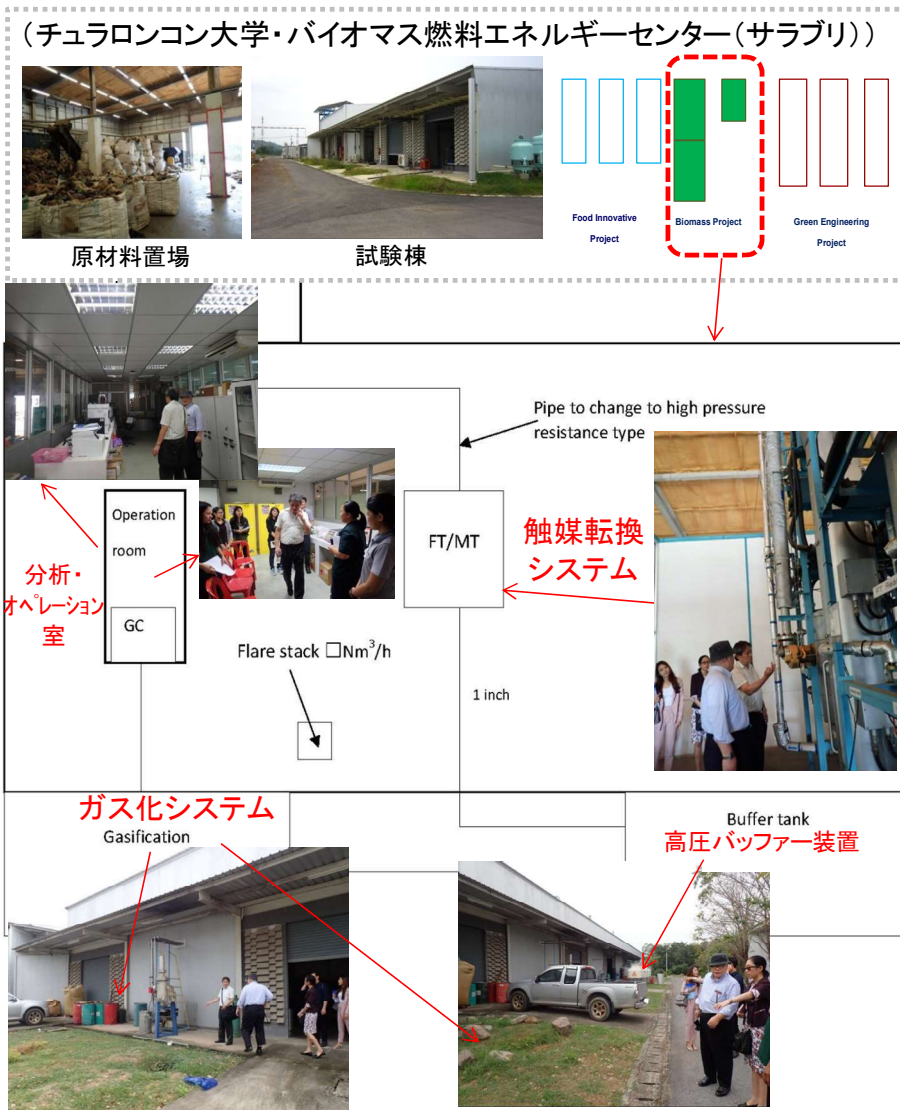 (チュラロンコン大学・バイオマス燃料エネルギーセンター(サラブリ))
原材料置場
試験棟
Food Innovative
Project
Biomass Project
Green Engineering
Project
Pipe to change to high pressure
resistance type
Operation
room
GC
分析・
オペレーション
室
FT/MT
触媒転換
システム
Flare stack □Nm³/h
1 inch
ガス化システム
Gasification
Buffer tank
高圧バッファー装置